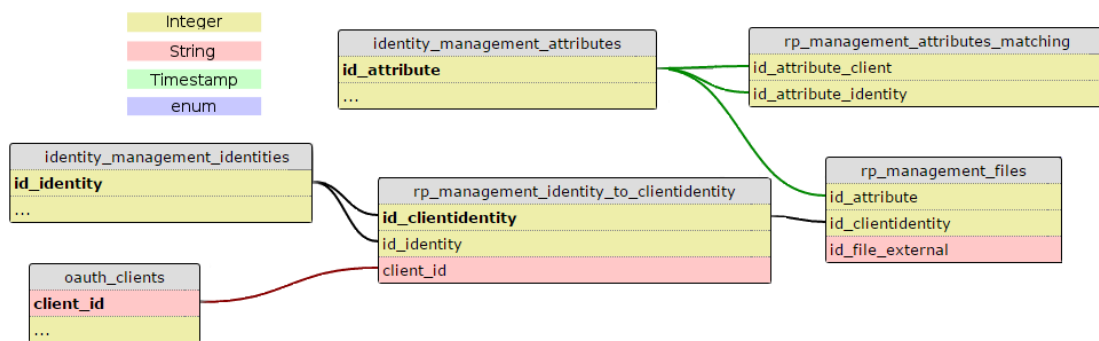 Integer
String
Timestamp
enum
identity_management_attributes
id_attribute
...
rp_management_attributes_matching
id_attribute_client
id_attribute_identity
identity_management_identities
id_identity
...
rp_management_identity_to_clientidentity
id_clientidentity
id_identity
client_id
rp_management_files
id_attribute
id_clientidentity
id_file_external
oauth_clients
client_id
...